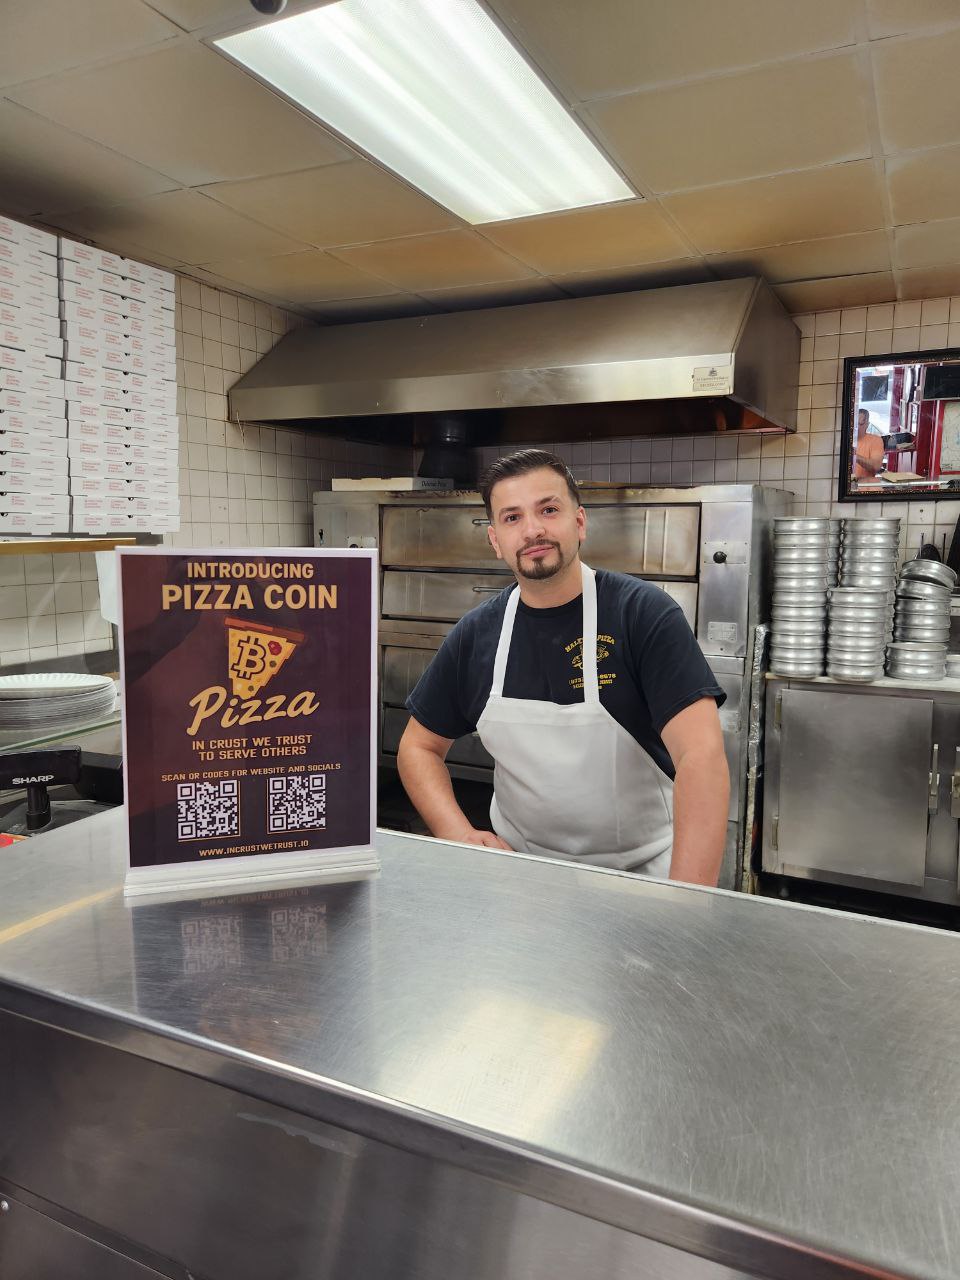 INTRODUCING
PIZZA COIN
B
Pizza
IN CRUST WE TRUST
TO SERVE OTHERS
SCAN QR CODES FOR WEBSITE AND SOCIALS
WWW.INCRUSTWETRUST.IO
SHARP
PIZZA